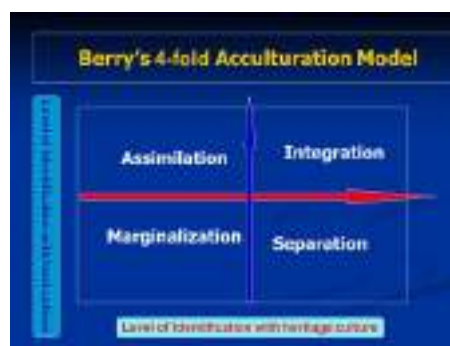 Berry's 4-fold Acculturation Model
Assimilation
Integration
Marginalization
Separation
Level of Identification with heritage culture